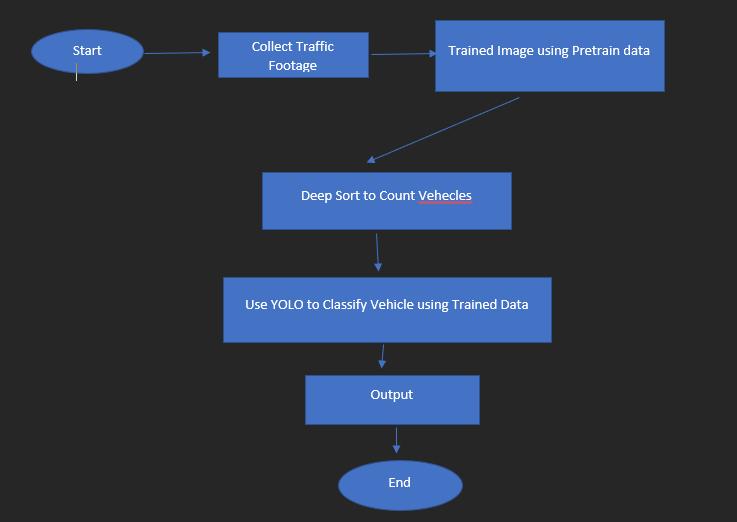 Start
Collect Traffic
Footage
Trained Image using Pretrain data
Deep Sort to Count Vehecles
Use YOLO to Classify Vehicle using Trained Data
Output
End